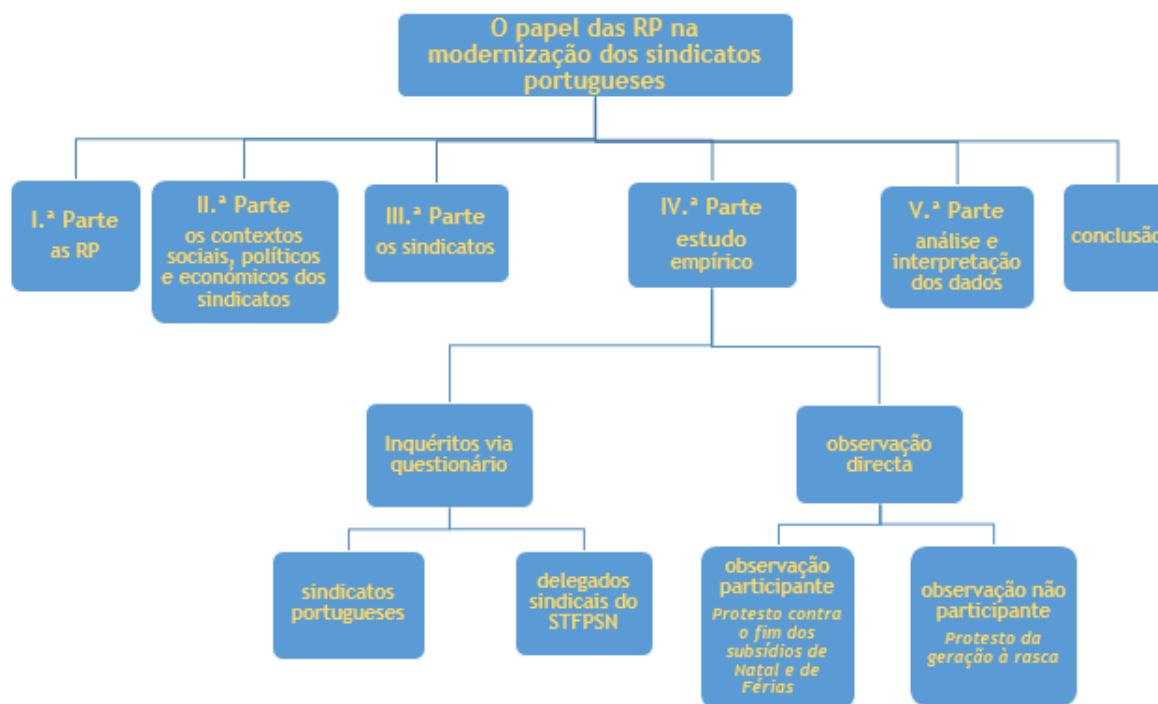 O papel das RP na
modernização dos sindicatos
portugueses
I.ª Parte
as RP
II.ª Parte
os contextos
sociais, políticos
e económicos dos
sindicatos
III.ª Parte
os sindicatos
IV.ª Parte
estudo
empírico
V.ª Parte
análise e
interpretação
dos dados
conclusão
Inquéritos via
questionário
observação
directa
sindicatos
portugueses
delegados
sindicais do
STFPSN
observação
participante
Protesto contra
o fim dos
subsídios de
Natal e de
Férias
observação não
participante
Protesto da
geração à rasca